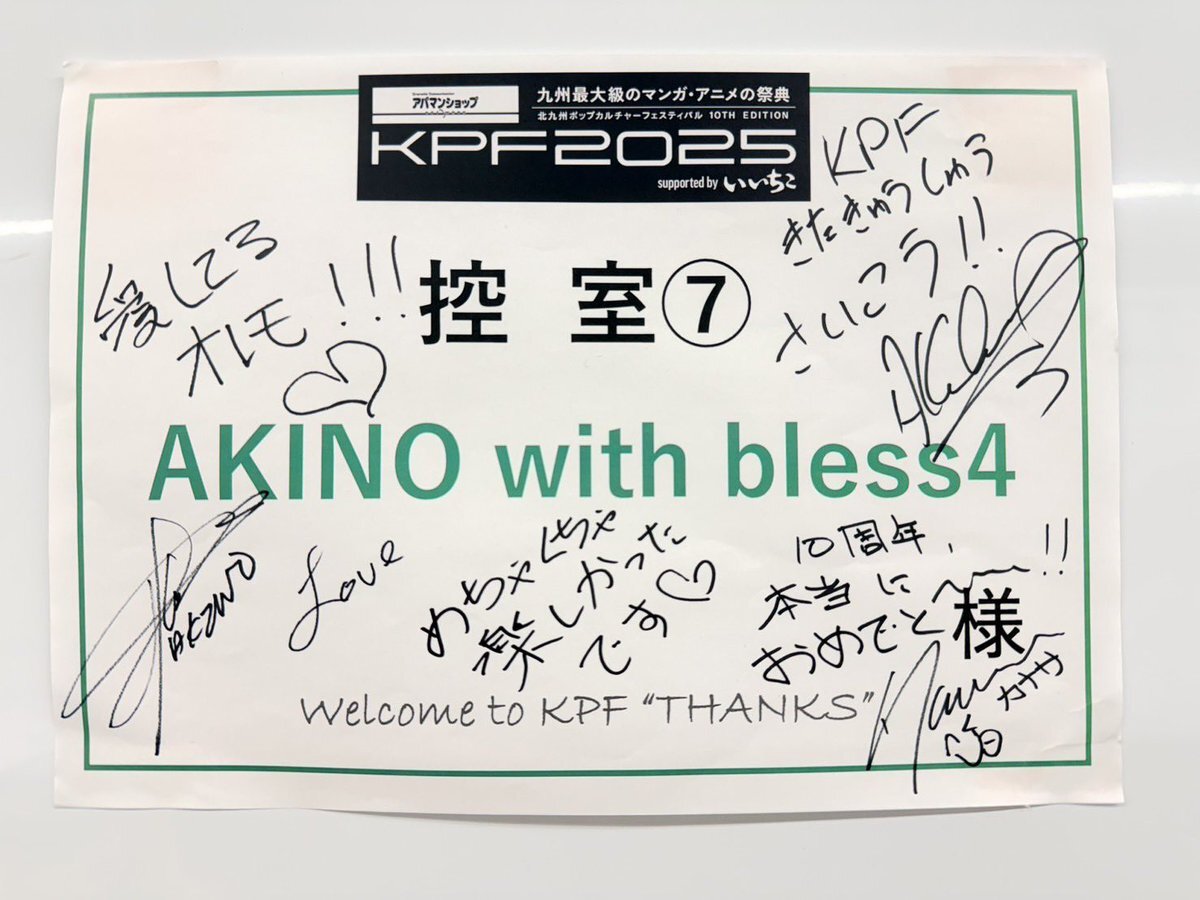 アパマンショップ
九州最大級のマンガ・アニメの祭典
北九州ポップカルチャーフェスティバル 10TH EDITION
KPF2025
supported by いいちこ
KPF
きたきゅうしゅう
さいこう!!
愛してる
オレモ!!!
控 室⑦
AKINO with bless4
AKINO
Love
めちゃくちゃ
楽しかった
です♡
10周年、
本当に
おめでと〜!!
様
カナサ
Welcome to KPF “THANKS”